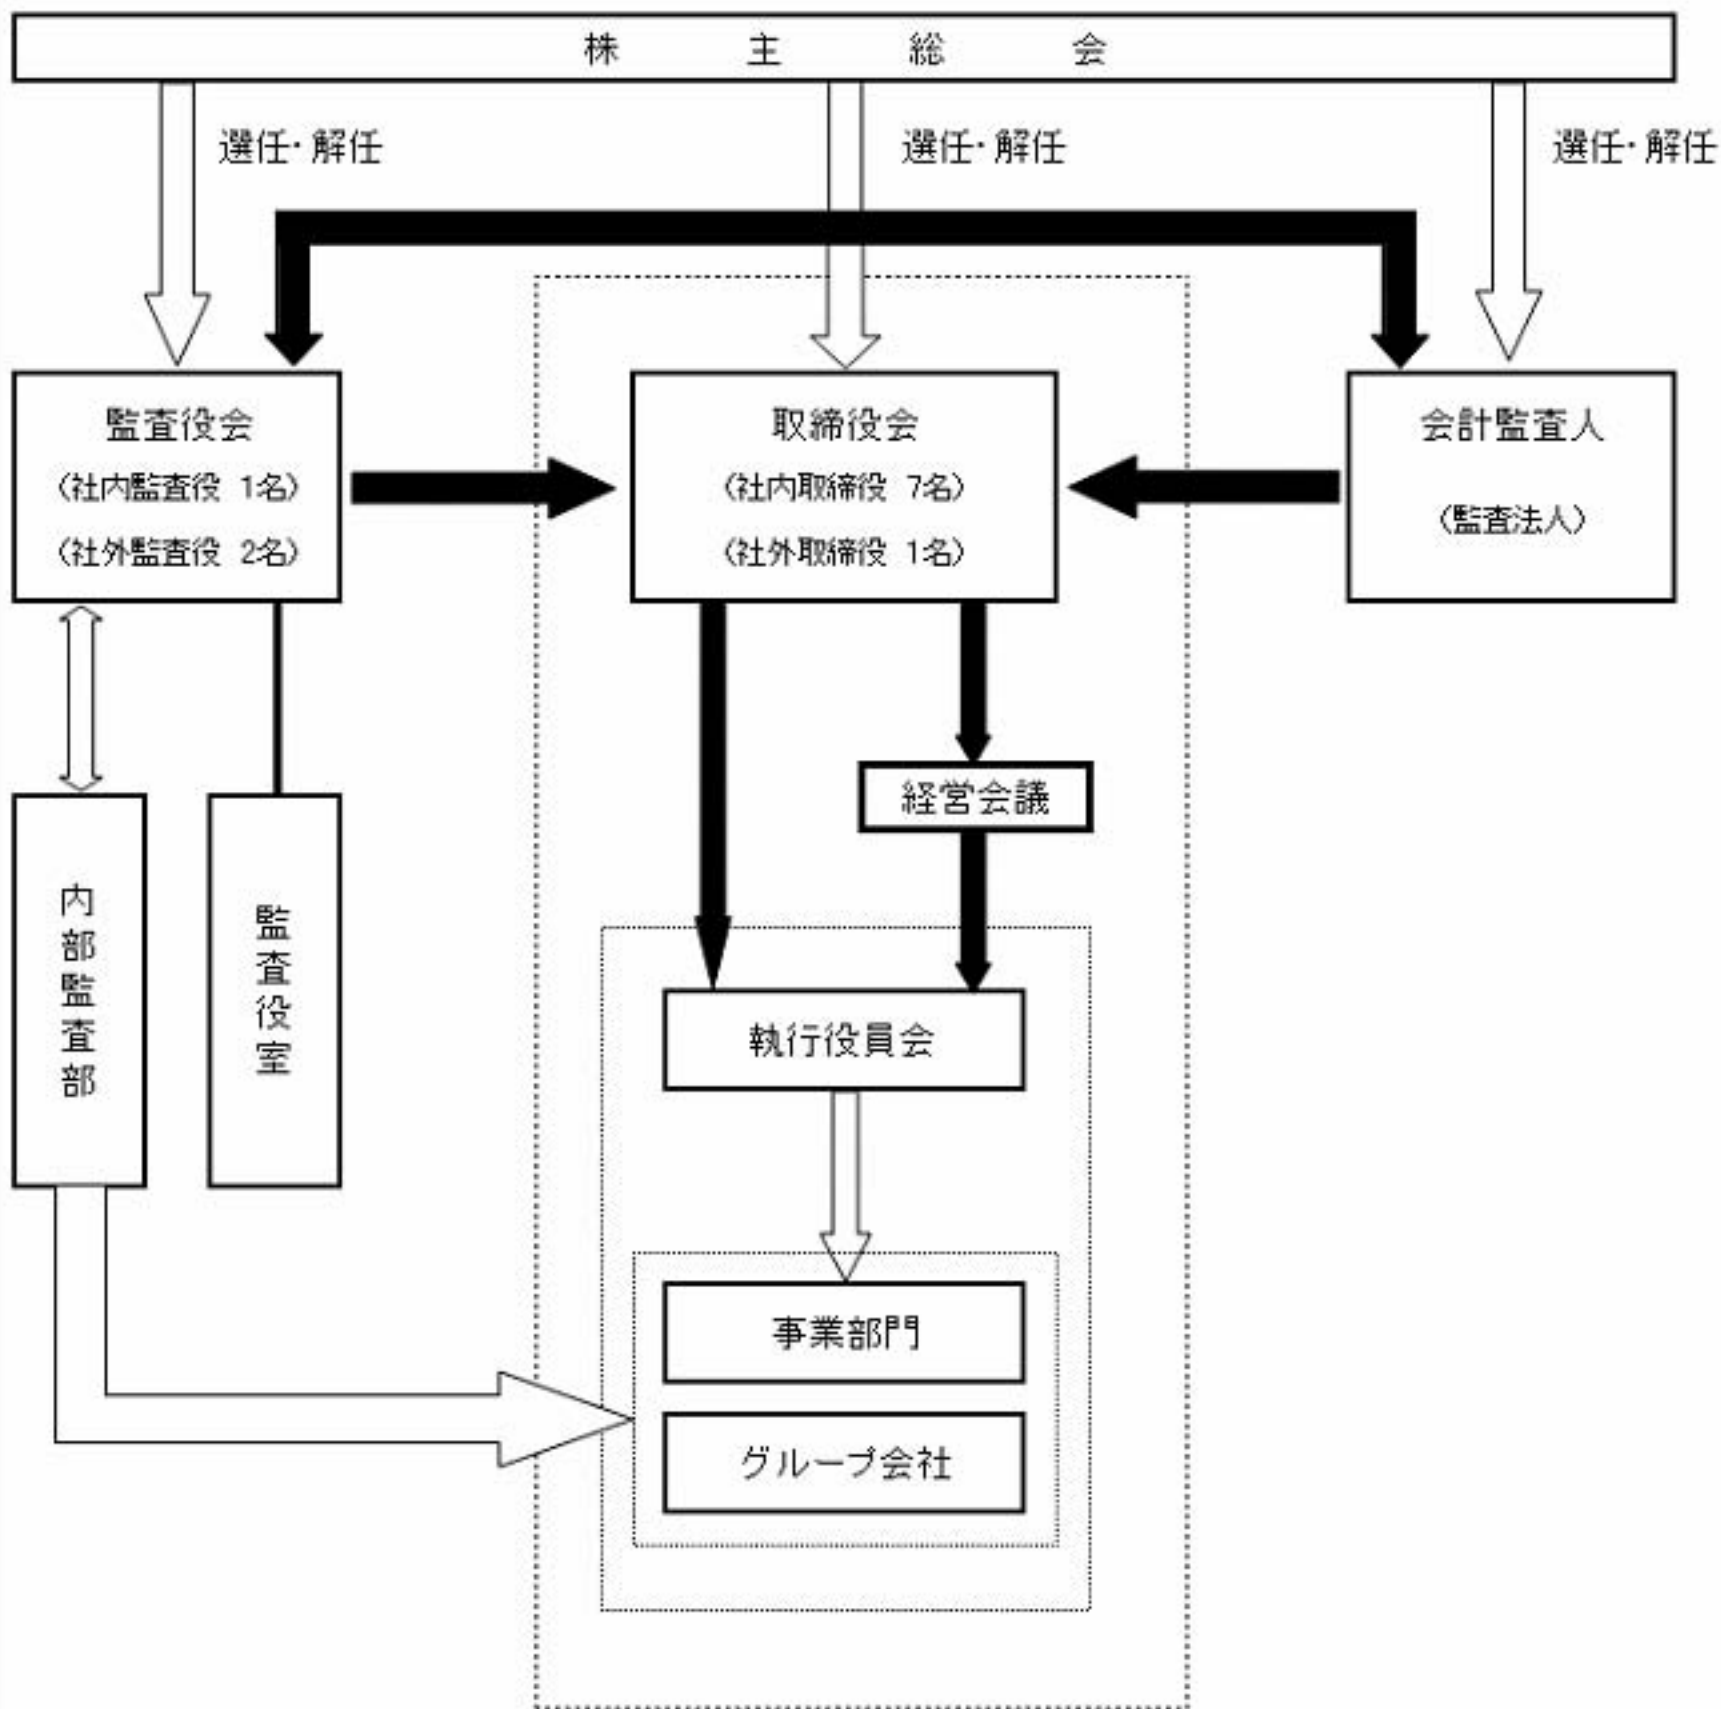 株主総会
選任・解任
選任・解任
選任・解任
監査役会
（社内監査役 1名）
（社外監査役 2名）
取締役会
（社内取締役 7名）
（社外取締役 1名）
会計監査人
（監査法人）
経営会議
内部監査部
監査役室
執行役員会
事業部門
グループ会社